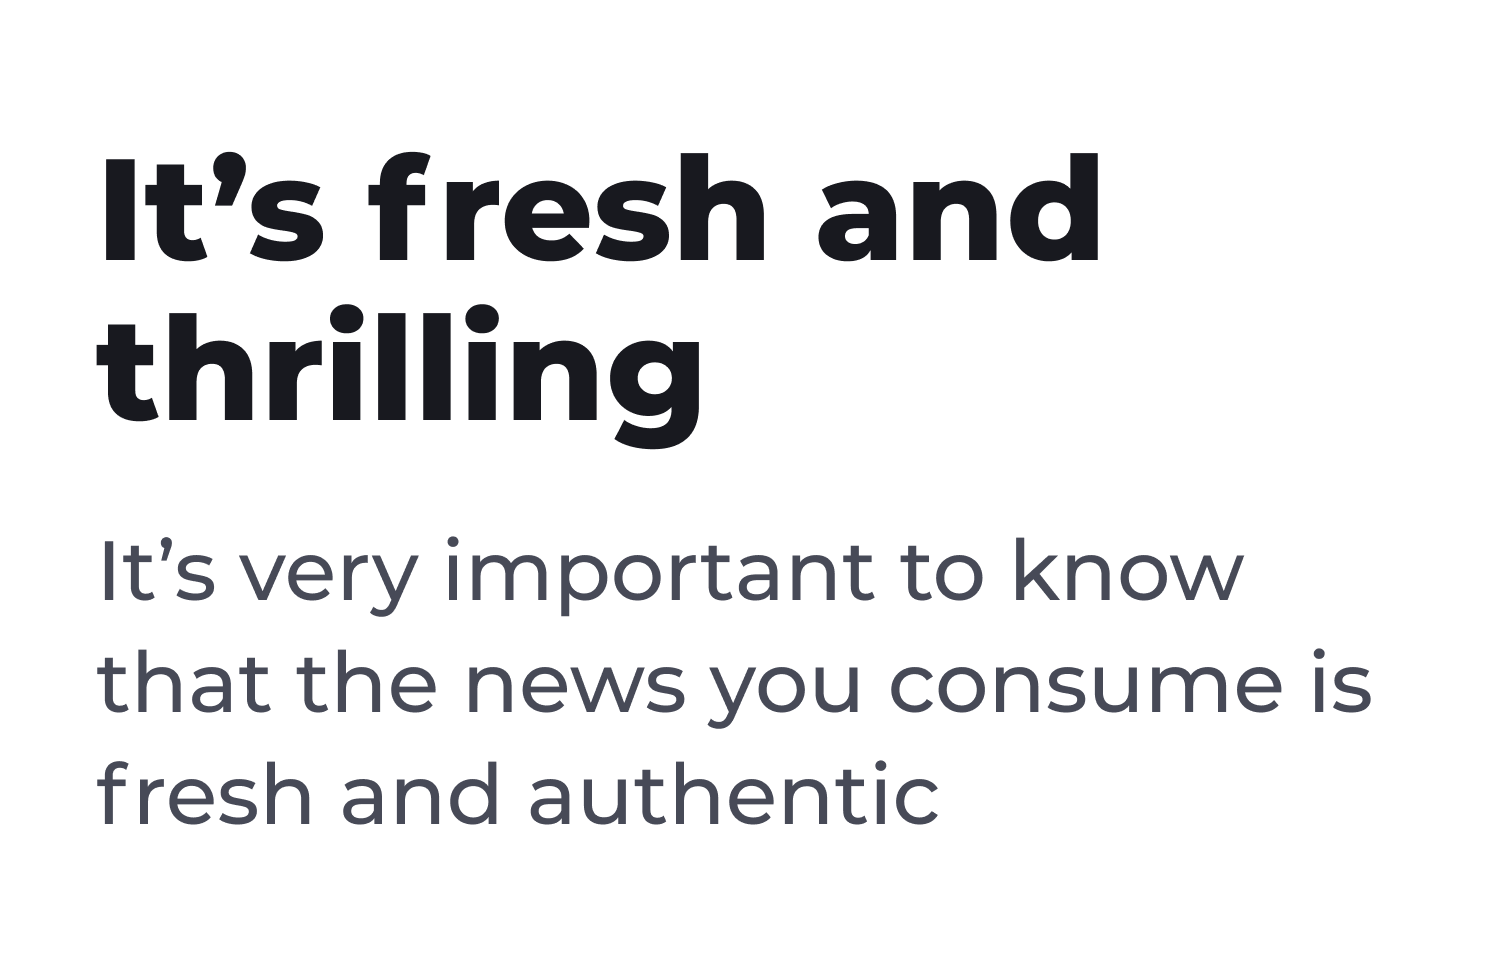 It’s fresh and
thrilling
It’s very important to know
that the news you consume is
fresh and authentic